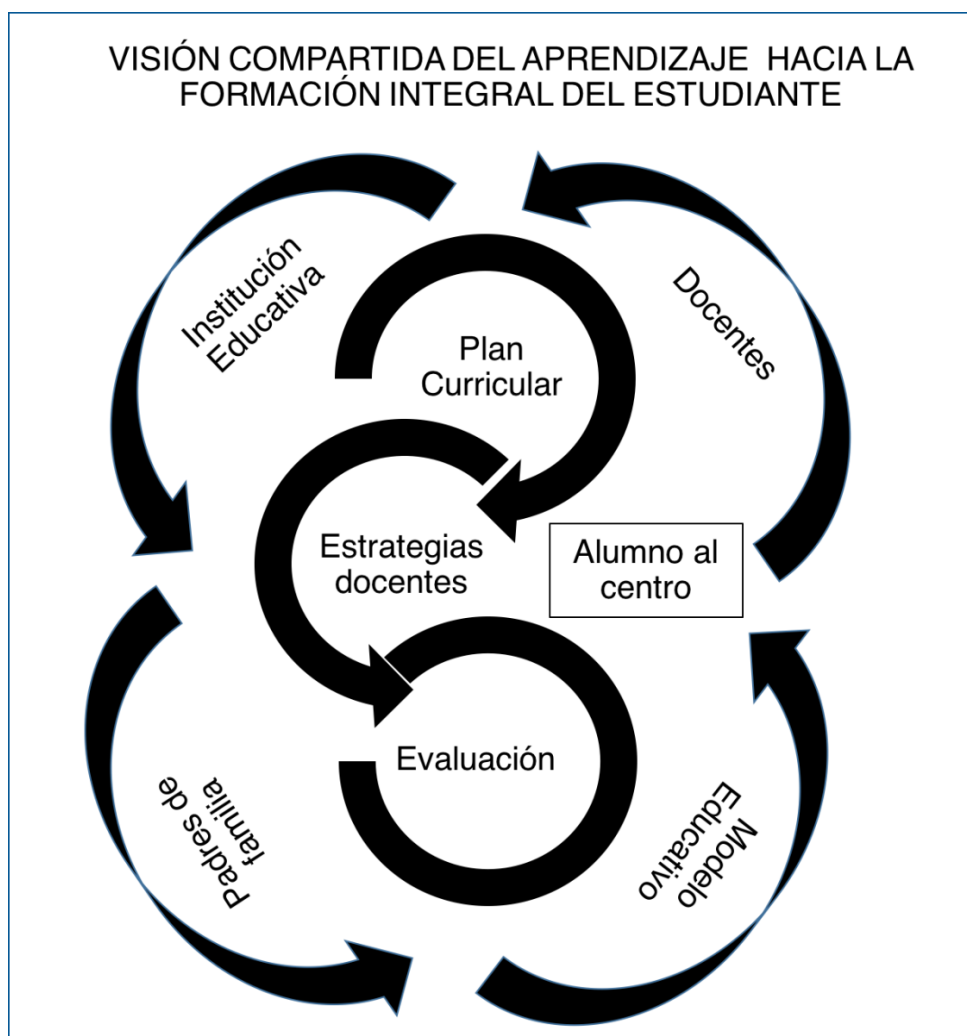 VISIÓN COMPARTIDA DEL APRENDIZAJE HACIA LA
FORMACIÓN INTEGRAL DEL ESTUDIANTE
Institución
Educativa
Docentes
Plan
Curricular
Estrategias
docentes
Alumno al
centro
Evaluación
Padres de
familia
Modelo
Educativo